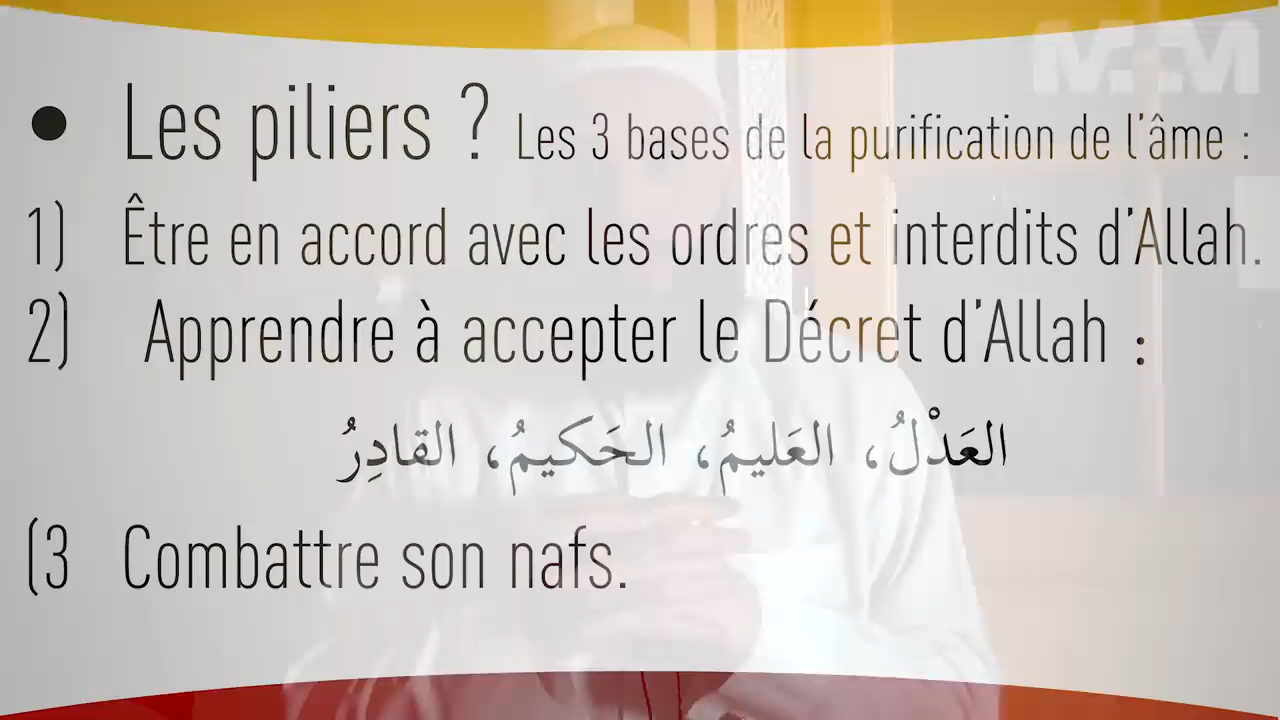 • Les piliers ? Les 3 bases de la purification de l'âme :
1) Être en accord avec les ordres et interdits d'Allah.
2) Apprendre à accepter le Décret d'Allah :
العَدْلُ، العَليمُ، الحَكيمُ، القادِرُ
(3 Combattre son nafs.